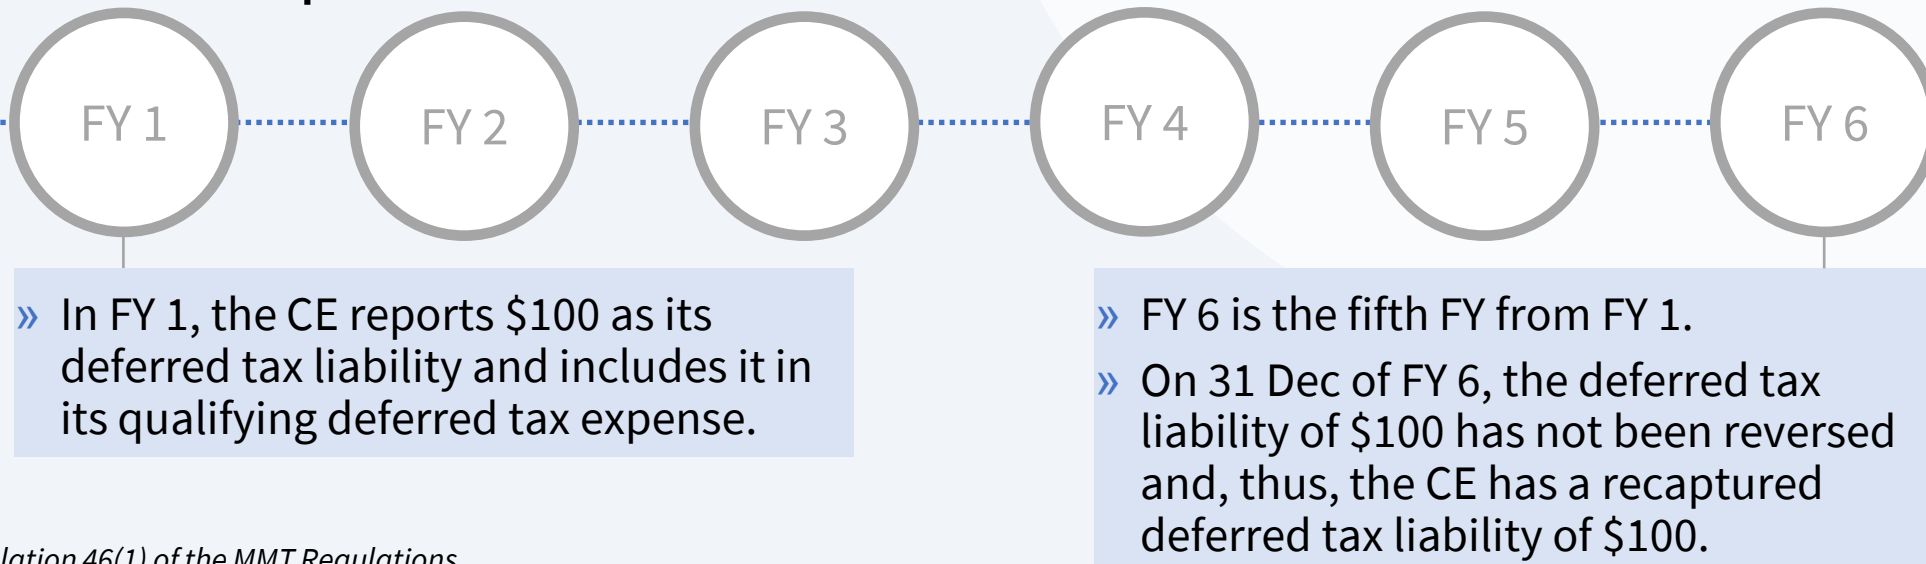 FY 1
FY 2
FY 3
FY 4
FY 5
FY 6
» In FY 1, the CE reports $100 as its
deferred tax liability and includes it in
its qualifying deferred tax expense.
» FY 6 is the fifth FY from FY 1.
» On 31 Dec of FY 6, the deferred tax
liability of $100 has not been reversed
and, thus, the CE has a recaptured
deferred tax liability of $100.
lation 46(1) of the MMT Regulations